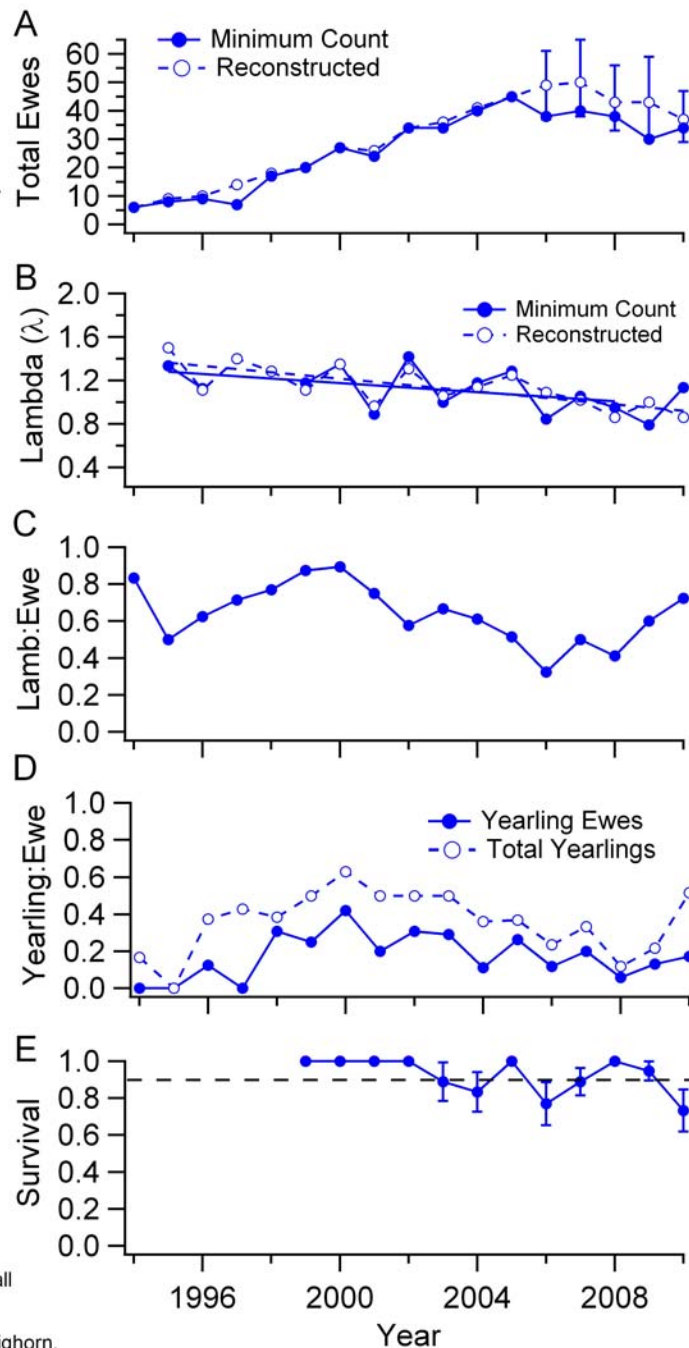 A
Minimum Count
Reconstructed
Total Ewes
60
50
40
30
20
10
0
B
Minimum Count
Reconstructed
Lambda (λ)
2.0
1.6
1.2
0.8
0.4
C
Lamb:Ewe
1.0
0.8
0.6
0.4
0.2
0.0
D
Yearling Ewes
Total Yearlings
Yearling:Ewe
1.0
0.8
0.6
0.4
0.2
0.0
E
Survival
1.0
0.8
0.6
0.4
0.2
0.0
1996 2000 2004 2008
Year